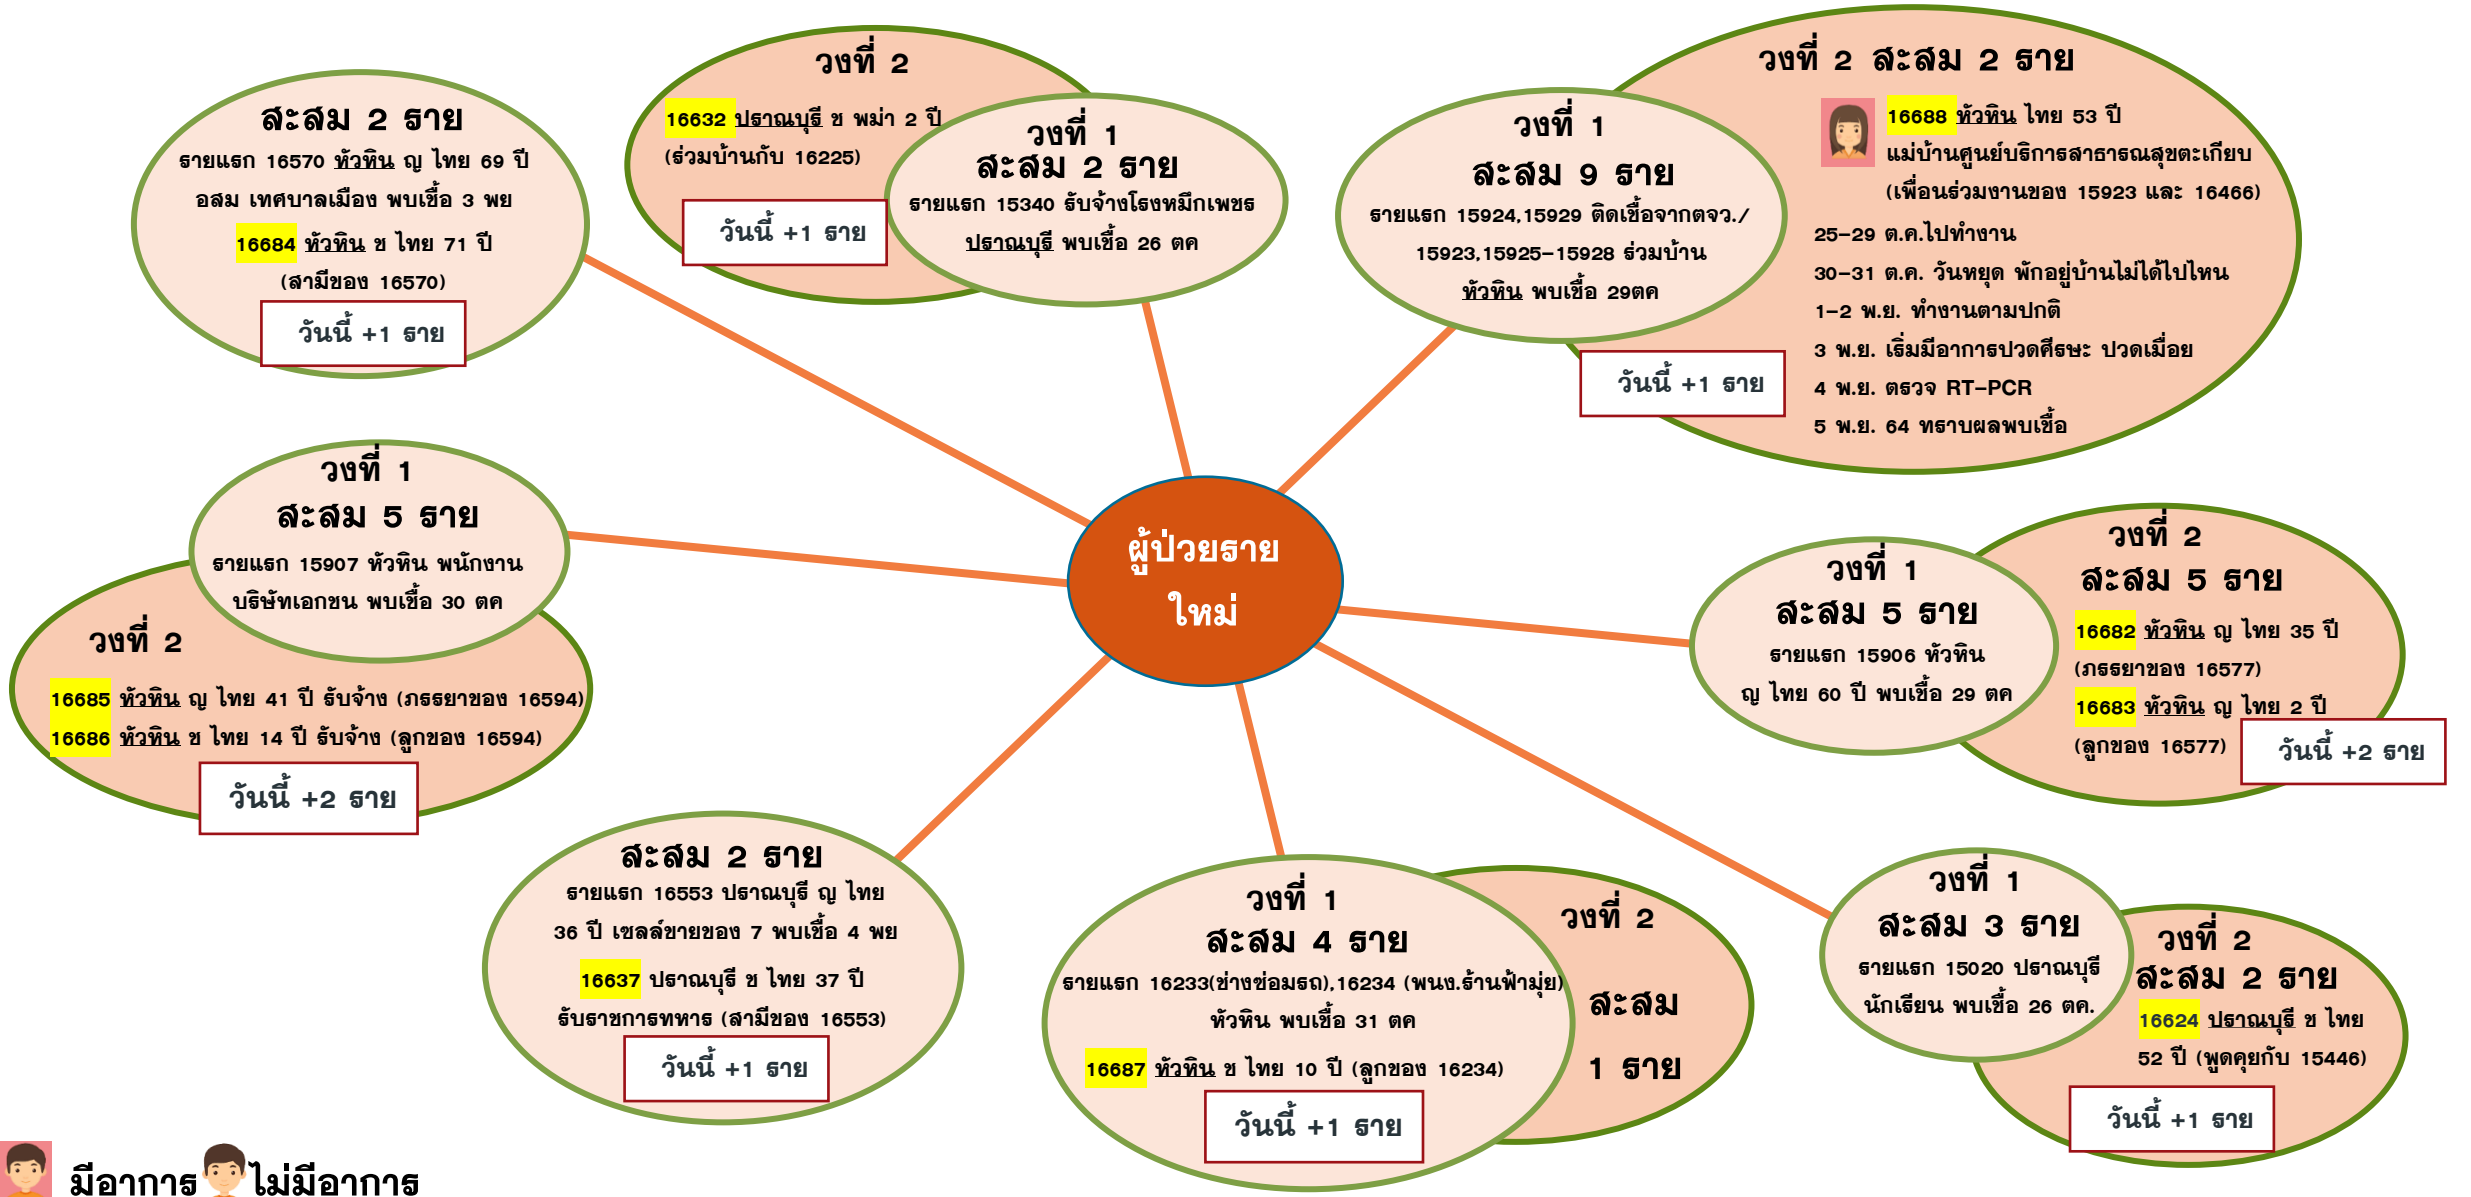 สะสม 2 ราย
รายแรก 16570 หัวหิน ญ ไทย 69 ปี
อสม เทศบาลเมือง พบเชื้อ 3 พย
16684 หัวหิน ช ไทย 71 ปี
(สามีของ 16570)
วันนี้ +1 ราย
วงที่ 2
16632 ปราณบุรี ช พม่า 2 ปี
(ร่วมบ้านกับ 16225)
วันนี้ +1 ราย
วงที่ 1
สะสม 2 ราย
รายแรก 15340 รับจ้างโรงหมึกเพชร
ปราณบุรี พบเชื้อ 26 ตค
วงที่ 1
สะสม 9 ราย
รายแรก 15924,15929 ติดเชื้อจากตจว./
15923,15925-15928 ร่วมบ้าน
หัวหิน พบเชื้อ 29ตค
วันนี้ +1 ราย
วงที่ 2 สะสม 2 ราย
16688 หัวหิน ไทย 53 ปี
แม่บ้านศูนย์บริการสาธารณสุขตะเกียบ
(เพื่อนร่วมงานของ 15923 และ 16466)
25-29 ต.ค.ไปทำงาน
30-31 ต.ค. วันหยุด พักอยู่บ้านไม่ได้ไปไหน
1-2 พ.ย. ทำงานตามปกติ
3 พ.ย. เริ่มมีอาการปวดศีรษะ ปวดเมื่อย
4 พ.ย. ตรวจ RT-PCR
5 พ.ย. 64 ทราบผลพบเชื้อ
วงที่ 1
สะสม 5 ราย
รายแรก 15907 หัวหิน พนักงาน
บริษัทเอกชน พบเชื้อ 30 ตค
วงที่ 2
16685 หัวหิน ญ ไทย 41 ปี รับจ้าง (ภรรยาของ 16594)
16686 หัวหิน ช ไทย 14 ปี รับจ้าง (ลูกของ 16594)
วันนี้ +2 ราย
ผู้ป่วยราย
ใหม่
วงที่ 1
สะสม 5 ราย
รายแรก 15906 หัวหิน
ญ ไทย 60 ปี พบเชื้อ 29 ตค
วงที่ 2
สะสม 5 ราย
16682 หัวหิน ญ ไทย 35 ปี
(ภรรยาของ 16577)
16683 หัวหิน ญ ไทย 2 ปี
(ลูกของ 16577)
วันนี้ +2 ราย
สะสม 2 ราย
รายแรก 16553 ปราณบุรี ญ ไทย
36 ปี เซลล์ขายของ 7 พบเชื้อ 4 พย
16637 ปราณบุรี ช ไทย 37 ปี
รับราชการทหาร (สามีของ 16553)
วันนี้ +1 ราย
วงที่ 1
สะสม 4 ราย
รายแรก 16233(ช่างซ่อมรถ),16234 (พนง.ร้านฟ้ามุ่ย)
หัวหิน พบเชื้อ 31 ตค
16687 หัวหิน ช ไทย 10 ปี (ลูกของ 16234)
วันนี้ +1 ราย
วงที่ 2
สะสม
1 ราย
วงที่ 1
สะสม 3 ราย
รายแรก 15020 ปราณบุรี
นักเรียน พบเชื้อ 26 ตค.
วงที่ 2
สะสม 2 ราย
16624 ปราณบุรี ช ไทย
52 ปี (พูดคุยกับ 15446)
วันนี้ +1 ราย
มีอาการ ไม่มีอาการ